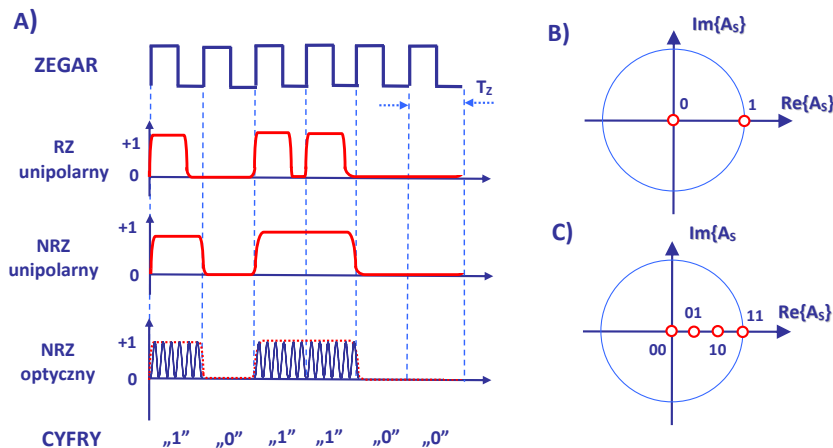 A)
ZEGAR
T_Z
RZ
unipolarny
+1
0
NRZ
unipolarny
+1
0
NRZ
optyczny
+1
0
CYFRY „1” „0” „1” „1” „0” „0”
B)
Im{A_S}
0 1 Re{A_S}
C)
Im{A_S
Re{A_S}
01 11
00 10